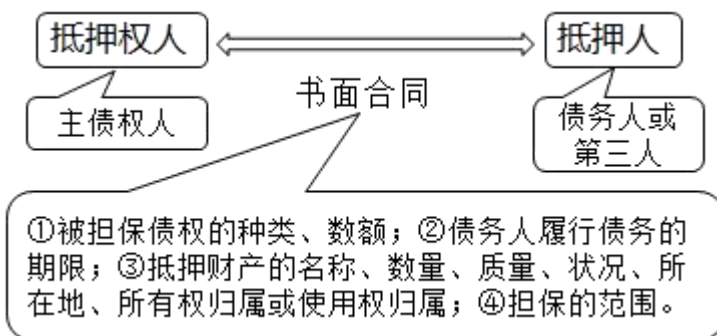 抵押权人
抵押人
书面合同
主债权人
债务人或
第三人
①被担保债权的种类、数额；②债务人履行债务的
期限；③抵押财产的名称、数量、质量、状况、所
在地、所有权归属或使用权归属；④担保的范围。